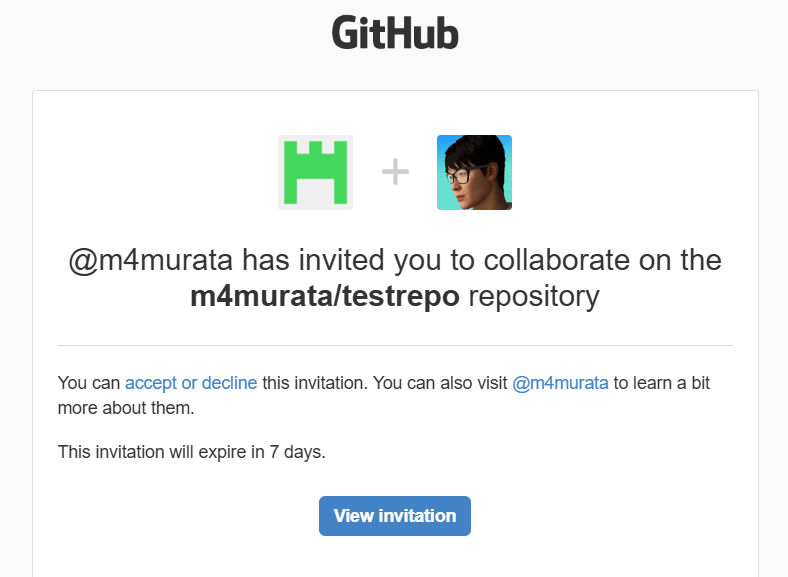 GitHub
@m4murata has invited you to collaborate on the
m4murata/testrepo repository
You can accept or decline this invitation. You can also visit @m4murata to learn a bit
more about them.
This invitation will expire in 7 days.
View invitation